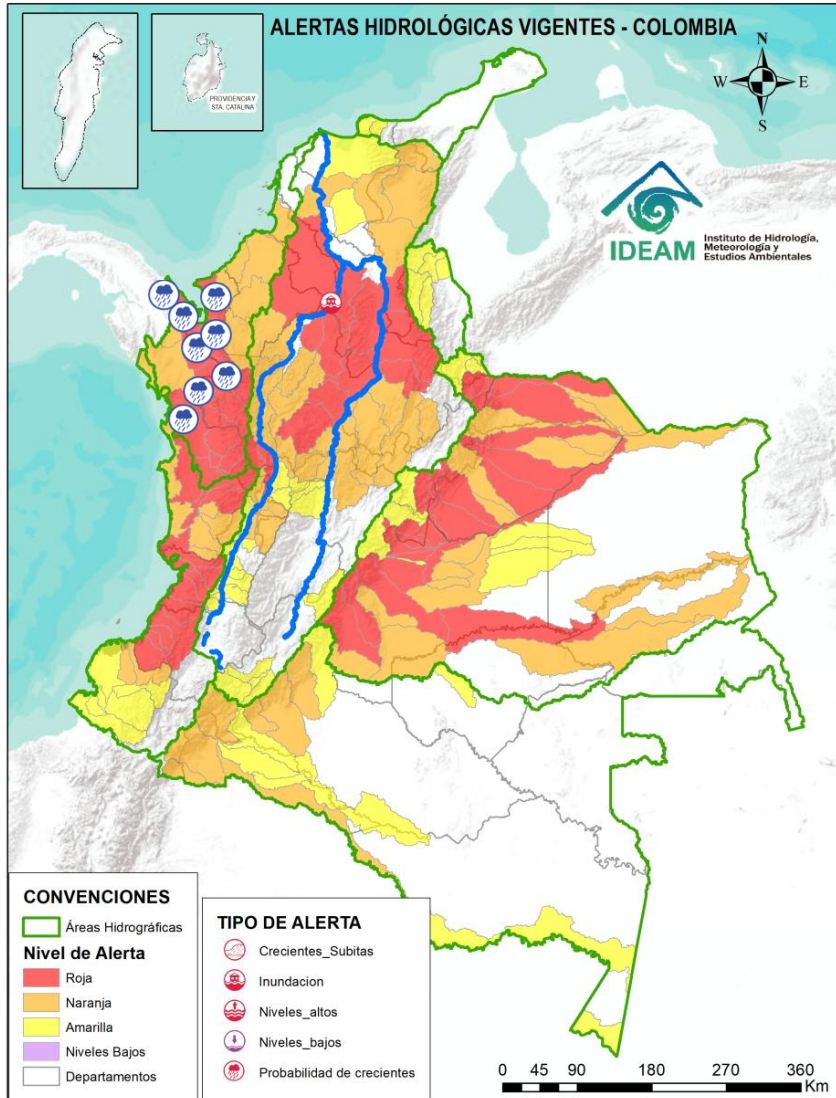 ALERTAS HIDROLÓGICAS VIGENTES - COLOMBIA
PROVIDENCIA Y
STA. CATALINA
N
W
E
S
IDEAM
Instituto de Hidrología,
Meteorología y
Estudios Ambientales
CONVENCIONES
Áreas Hidrográficas
Nivel de Alerta
Roja
Naranja
Amarilla
Niveles Bajos
Departamentos
TIPO DE ALERTA
Crecientes_Subitas
Inundacion
Niveles_altos
Niveles_bajos
Probabilidad de crecientes
0 45 90 180 270 360
Km